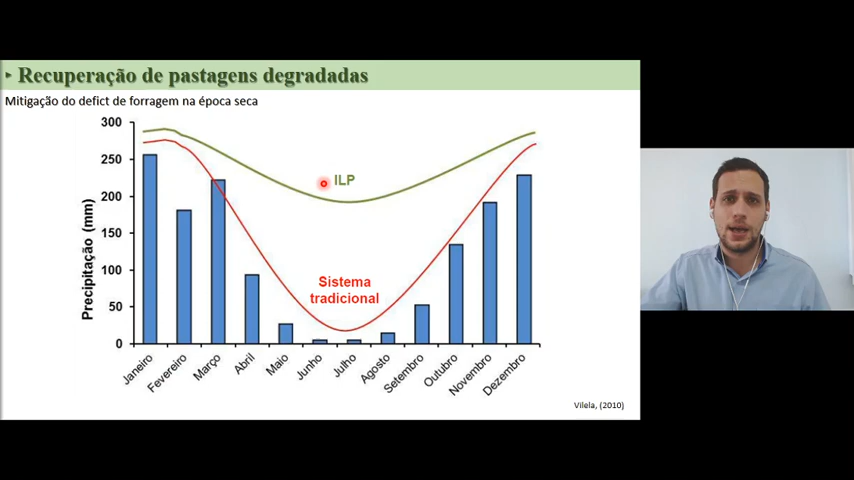 Recuperação de pastagens degradadas
Mitigação do defict de forragem na época seca
Precipitação (mm)
300
250
200
150
100
50
0
ILP
Sistema
tradicional
Janeiro
Fevereiro
Março
Abril
Maio
Junho
Julho
Agosto
Setembro
Outubro
Novembro
Dezembro
Vilela, (2010)